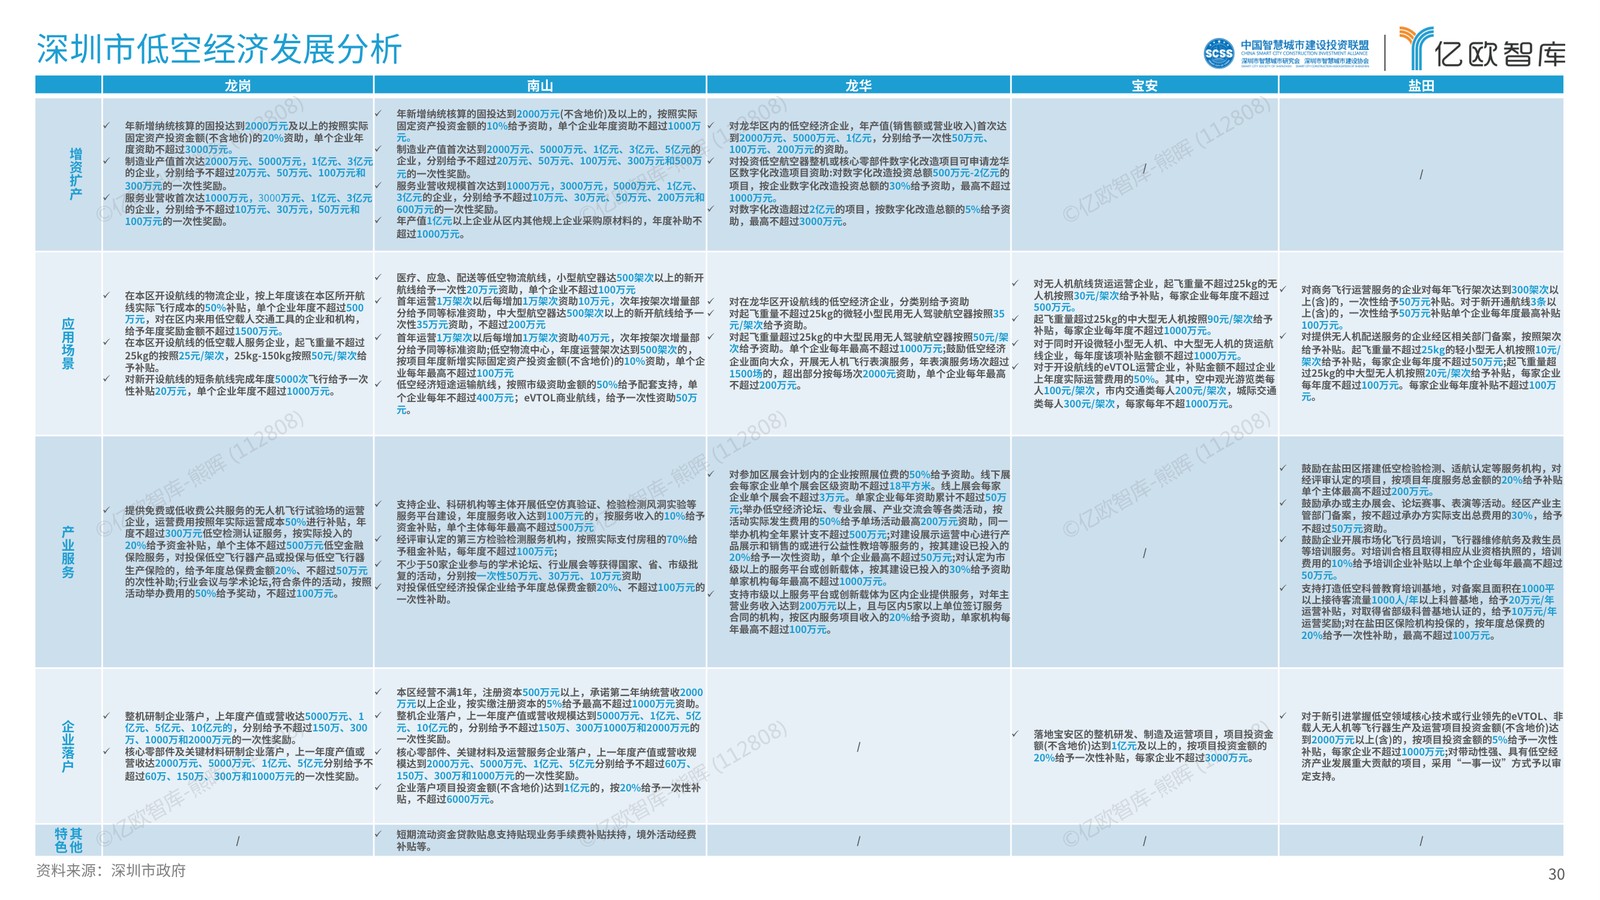 深圳市低空经济发展分析
SCSS
中国智慧城市建设投资联盟
CHINA SMART CITY CONSTRUCTION INVESTMENT ALLIANCE
深圳市智慧城市研究会 深圳市智慧城市建设协会
亿欧智库
龙岗
南山
龙华
宝安
盐田
增资扩产
年新增纳统核算的固投达到2000万元及以上的按照实际
固定资产投资金额(不含地价)的20%资助，单个企业年
度资助不超过3000万元。
制造业产值首次达2000万元、5000万元，1亿元、3亿元
的企业，分别给予不超过20万元、50万元、100万元和
300万元的一次性奖励。
服务业营收首次达1000万元，3000万元、1亿元、3亿元
的企业，分别给予不超过10万元、30万元，50万元和
100万元的一次性奖励。
年新增纳统核算的固投达到2000万元(不含地价)及以上的，按照实际
固定资产投资金额的10%给予资助，单个企业年度资助不超过1000万
元。
制造业产值首次达到2000万元、5000万元、1亿元、3亿元、5亿元的
企业，分别给予不超过20万元、50万元、100万元、300万元和500万
元的一次性奖励。
服务业营收规模首次达到1000万元，3000万元，5000万元、1亿元、
3亿元的企业，分别给予不超过10万元、30万元、50万元、200万元和
600万元的一次性奖励。
年产值1亿元以上企业从区内其他规上企业采购原材料的，年度补助不
超过1000万元。
对龙华区内的低空经济企业，年产值(销售额或营业收入)首次达
到2000万元、5000万元、1亿元，分别给予一次性50万元、
100万元、200万元的资助。
对投资低空航空器整机或核心零部件数字化改造项目可申请龙华
区数字化改造项目资助:对数字化改造投资总额500万元-2亿元的
项目，按企业数字化改造投资总额的30%给予资助，最高不超过
1000万元。
对数字化改造超过2亿元的项目，按数字化改造总额的5%给予资
助，最高不超过3000万元。
/
/
应用场景
在本区开设航线的物流企业，按上年度该在本区所开航
线实际飞行成本的50%补贴，单个企业年度不超过500
万元，对在区内采用低空载人交通工具的企业和机构，
给予年度奖励金额不超过1500万元。
在本区开设航线的低空载人服务企业，起飞重量不超过
25kg的按照25元/架次，25kg-150kg按照50元/架次给
予补贴。
对新开设航线的短条航线完成年度5000次飞行给予一次
性补贴20万元，单个企业年度不超过1000万元。
医疗、应急、配送等低空物流航线，小型航空器达500架次以上的新开
航线给予一次性20万元资助，单个企业不超过100万元
首年运营1万架次以后每增加1万架次资助10万元，次年按架次增量部
分给予同等标准资助，中大型航空器达500架次以上的新开航线给予一
次性35万元资助，不超过200万元
首年运营1万架次以后每增加1万架次资助40万元，次年按架次增量部
分给予同等标准资助;低空物流中心，年度运营架次达到500架次的，
按项目年度新增实际固定资产投资金额(不含地价)的10%资助，单个企
业每年最高不超过100万元
低空经济短途运输航线，按照市级资助金额的50%给予配套支持，单
个企业每年不超过400万元；eVTOL商业航线，给予一次性资助50万
元。
对在龙华区开设航线的低空经济企业，分类别给予资助
对起飞重量不超过25kg的微轻小型民用无人驾驶航空器按照35
元/架次给予资助。
对起飞重量超过25kg的中大型民用无人驾驶航空器按照50元/架
次给予资助。单个企业每年最高不超过1000万元;鼓励低空经济
企业面向大众，开展无人机飞行表演服务，年表演服务场次超过
1500场的，超出部分按每场次2000元资助，单个企业每年最高
不超过200万元。
对无人机航线货运运营企业，起飞重量不超过25kg的无
人机按照30元/架次给予补贴，每家企业每年度不超过
500万元。
起飞重量超过25kg的中大型无人机按照90元/架次给予
补贴，每家企业每年度不超过1000万元。
对于同时开设微轻小型无人机、中大型无人机的货运航
线企业，每年度该项补贴金额不超过1000万元。
对于开设航线的eVTOL运营企业，补贴金额不超过企业
上年度实际运营费用的50%。其中，空中观光游览类每
人100元/架次，市内交通类每人200元/架次，城际交通
类每人300元/架次，每家每年不超1000万元。
对商务飞行运营服务的企业对每年飞行架次达到300架次以
上(含)的，一次性给予50万元补贴。对于新开通航线3条以
上(含)的，一次性给予50万元补贴单个企业年度最高补贴
100万元。
对提供无人机配送服务的企业经区相关部门备案，按照架次
给予补贴。起飞重量不超过25kg的轻小型无人机按照10元/
架次给予补贴，每家企业每年度不超过50万元;起飞重量超
过25kg的中大型无人机按照20元/架次给予补贴，每家企业
每年度不超过100万元。每家企业每年度补贴不超过100万
元。
产业服务
提供免费或低收费公共服务的无人机飞行试验场的运营
企业，运营费用按照年实际运营成本50%进行补贴，年
度不超过300万元低空检测认证服务，按实际投入的
20%给予资金补贴，单个主体不超过500万元低空金融
保险服务，对投保低空飞行器产品或投保与低空飞行器
生产保险的，给予年度总保费金额20%、不超过50万元
的次性补助;行业会议与学术论坛,符合条件的活动，按照
活动举办费用的50%给予奖动，不超过100万元。
支持企业、科研机构等主体开展低空仿真验证、检验检测风洞实验等
服务平台建设，年度服务收入达到100万元的，按服务收入的10%给予
资金补贴，单个主体每年最高不超过500万元
经评审认定的第三方检验检测服务机构，按照实际支付房租的70%给
予租金补贴，每年度不超过100万元;
不少于50家企业参与的学术论坛、行业展会等获得国家、省、市级批
复的活动，分别按一次性50万元、30万元、10万元资助
对投保低空经济投保企业给予年度总保费金额20%、不超过100万元的
一次性补助。
对参加区展会计划内的企业按照展位费的50%给予资助。线下展
会每家企业单个展会区级资助不超过18平方米。线上展会每家
企业单个展会不超过3万元。单家企业每年资助累计不超过50万
元;举办低空经济论坛、专业会展、产业交流会等各类活动，按
活动实际发生费用的50%给予单场活动最高200万元资助，同一
举办机构全年累计支不超过500万元;对建设展示运营中心进行产
品展示和销售的或进行公益性教培等服务的，按其建设已投入的
20%给予一次性资助，单个企业最高不超过50万元;对认定为市
级以上的服务平台或创新载体，按其建设已投入的30%给予资助
单家机构每年最高不超过1000万元。
支持市级以上服务平台或创新载体为区内企业提供服务，对年主
营业务收入达到200万元以上，且与区内5家以上单位签订服务
合同的机构，按区内服务项目收入的20%给予资助，单家机构每
年最高不超过100万元。
/
鼓励在盐田区搭建低空检验检测、适航认定等服务机构，对
经评审认定的项目，按项目年度服务总金额的20%给予补贴
单个主体最高不超过200万元。
鼓励承办或主办展会、论坛赛事、表演等活动。经区产业主
管部门备案，按不超过承办方实际支出总费用的30%，给予
不超过50万元资助。
鼓励企业开展市场化飞行员培训，飞行器维修航务及救生员
等培训服务。对培训合格且取得相应从业资格执照的，培训
费用的10%给予培训企业补贴以上单个企业每年最高不超过
50万元。
支持打造低空科普教育培训基地，对备案且面积在1000平
以上接待客流量1000人/年以上科普基地，给予20万元/年
运营补贴，对取得省部级科普基地认证的，给予10万元/年
运营奖励;对在盐田区保险机构投保的，按年度总保费的
20%给予一次性补助，最高不超过100万元。
企业落户
整机研制企业落户，上年度产值或营收达5000万元、1
亿元、5亿元、10亿元的，分别给予不超过150万、300
万、1000万和2000万元的一次性奖励。
核心零部件及关键材料研制企业落户，上一年度产值或
营收达2000万元、5000万元、1亿元、5亿元分别给予不
超过60万、150万、300万和1000万元的一次性奖励。
本区经营不满1年，注册资本500万元以上，承诺第二年纳统营收2000
万元以上企业，按实缴注册资本的5%给予最高不超过1000万元资助。
整机企业落户，上一年度产值或营收规模达到5000万元、1亿元、5亿
元、10亿元的，分别给予不超过150万、300万1000万和2000万元的
一次性奖励。
核心零部件、关键材料及运营服务企业落户，上一年度产值或营收规
模达到2000万元、5000万元、1亿元、5亿元分别给予不超过60万、
150万、300万和1000万元的一次性奖励。
企业落户项目投资金额(不含地价)达到1亿元的，按20%给予一次性补
贴，不超过6000万元。
/
落地宝安区的整机研发、制造及运营项目，项目投资金
额(不含地价)达到1亿元及以上的，按项目投资金额的
20%给予一次性补贴，每家企业不超过3000万元。
对于新引进掌握低空领域核心技术或行业领先的eVTOL、非
载人无人机等飞行器生产及运营项目投资金额(不含地价)达
到2000万元以上(含)的，按项目投资金额的5%给予一次性
补贴，每家企业不超过1000万元;对带动性强、具有低空经
济产业发展重大贡献的项目，采用“一事一议”方式予以审
定支持。
其他特色
/
短期流动资金贷款贴息支持贴现业务手续费补贴扶持，境外活动经费
补贴等。
/
/
/
资料来源：深圳市政府
30
©亿欧智库-熊晖 (112808)
©亿欧智库-熊晖 (112808)
©亿欧智库-熊晖 (112808)
©亿欧智库-熊晖 (112808)
©亿欧智库-熊晖 (112808)
©亿欧智库-熊晖 (112808)
©亿欧智库-熊晖 (112808)
©亿欧智库-熊晖 (112808)
©亿欧智库-熊晖 (112808)